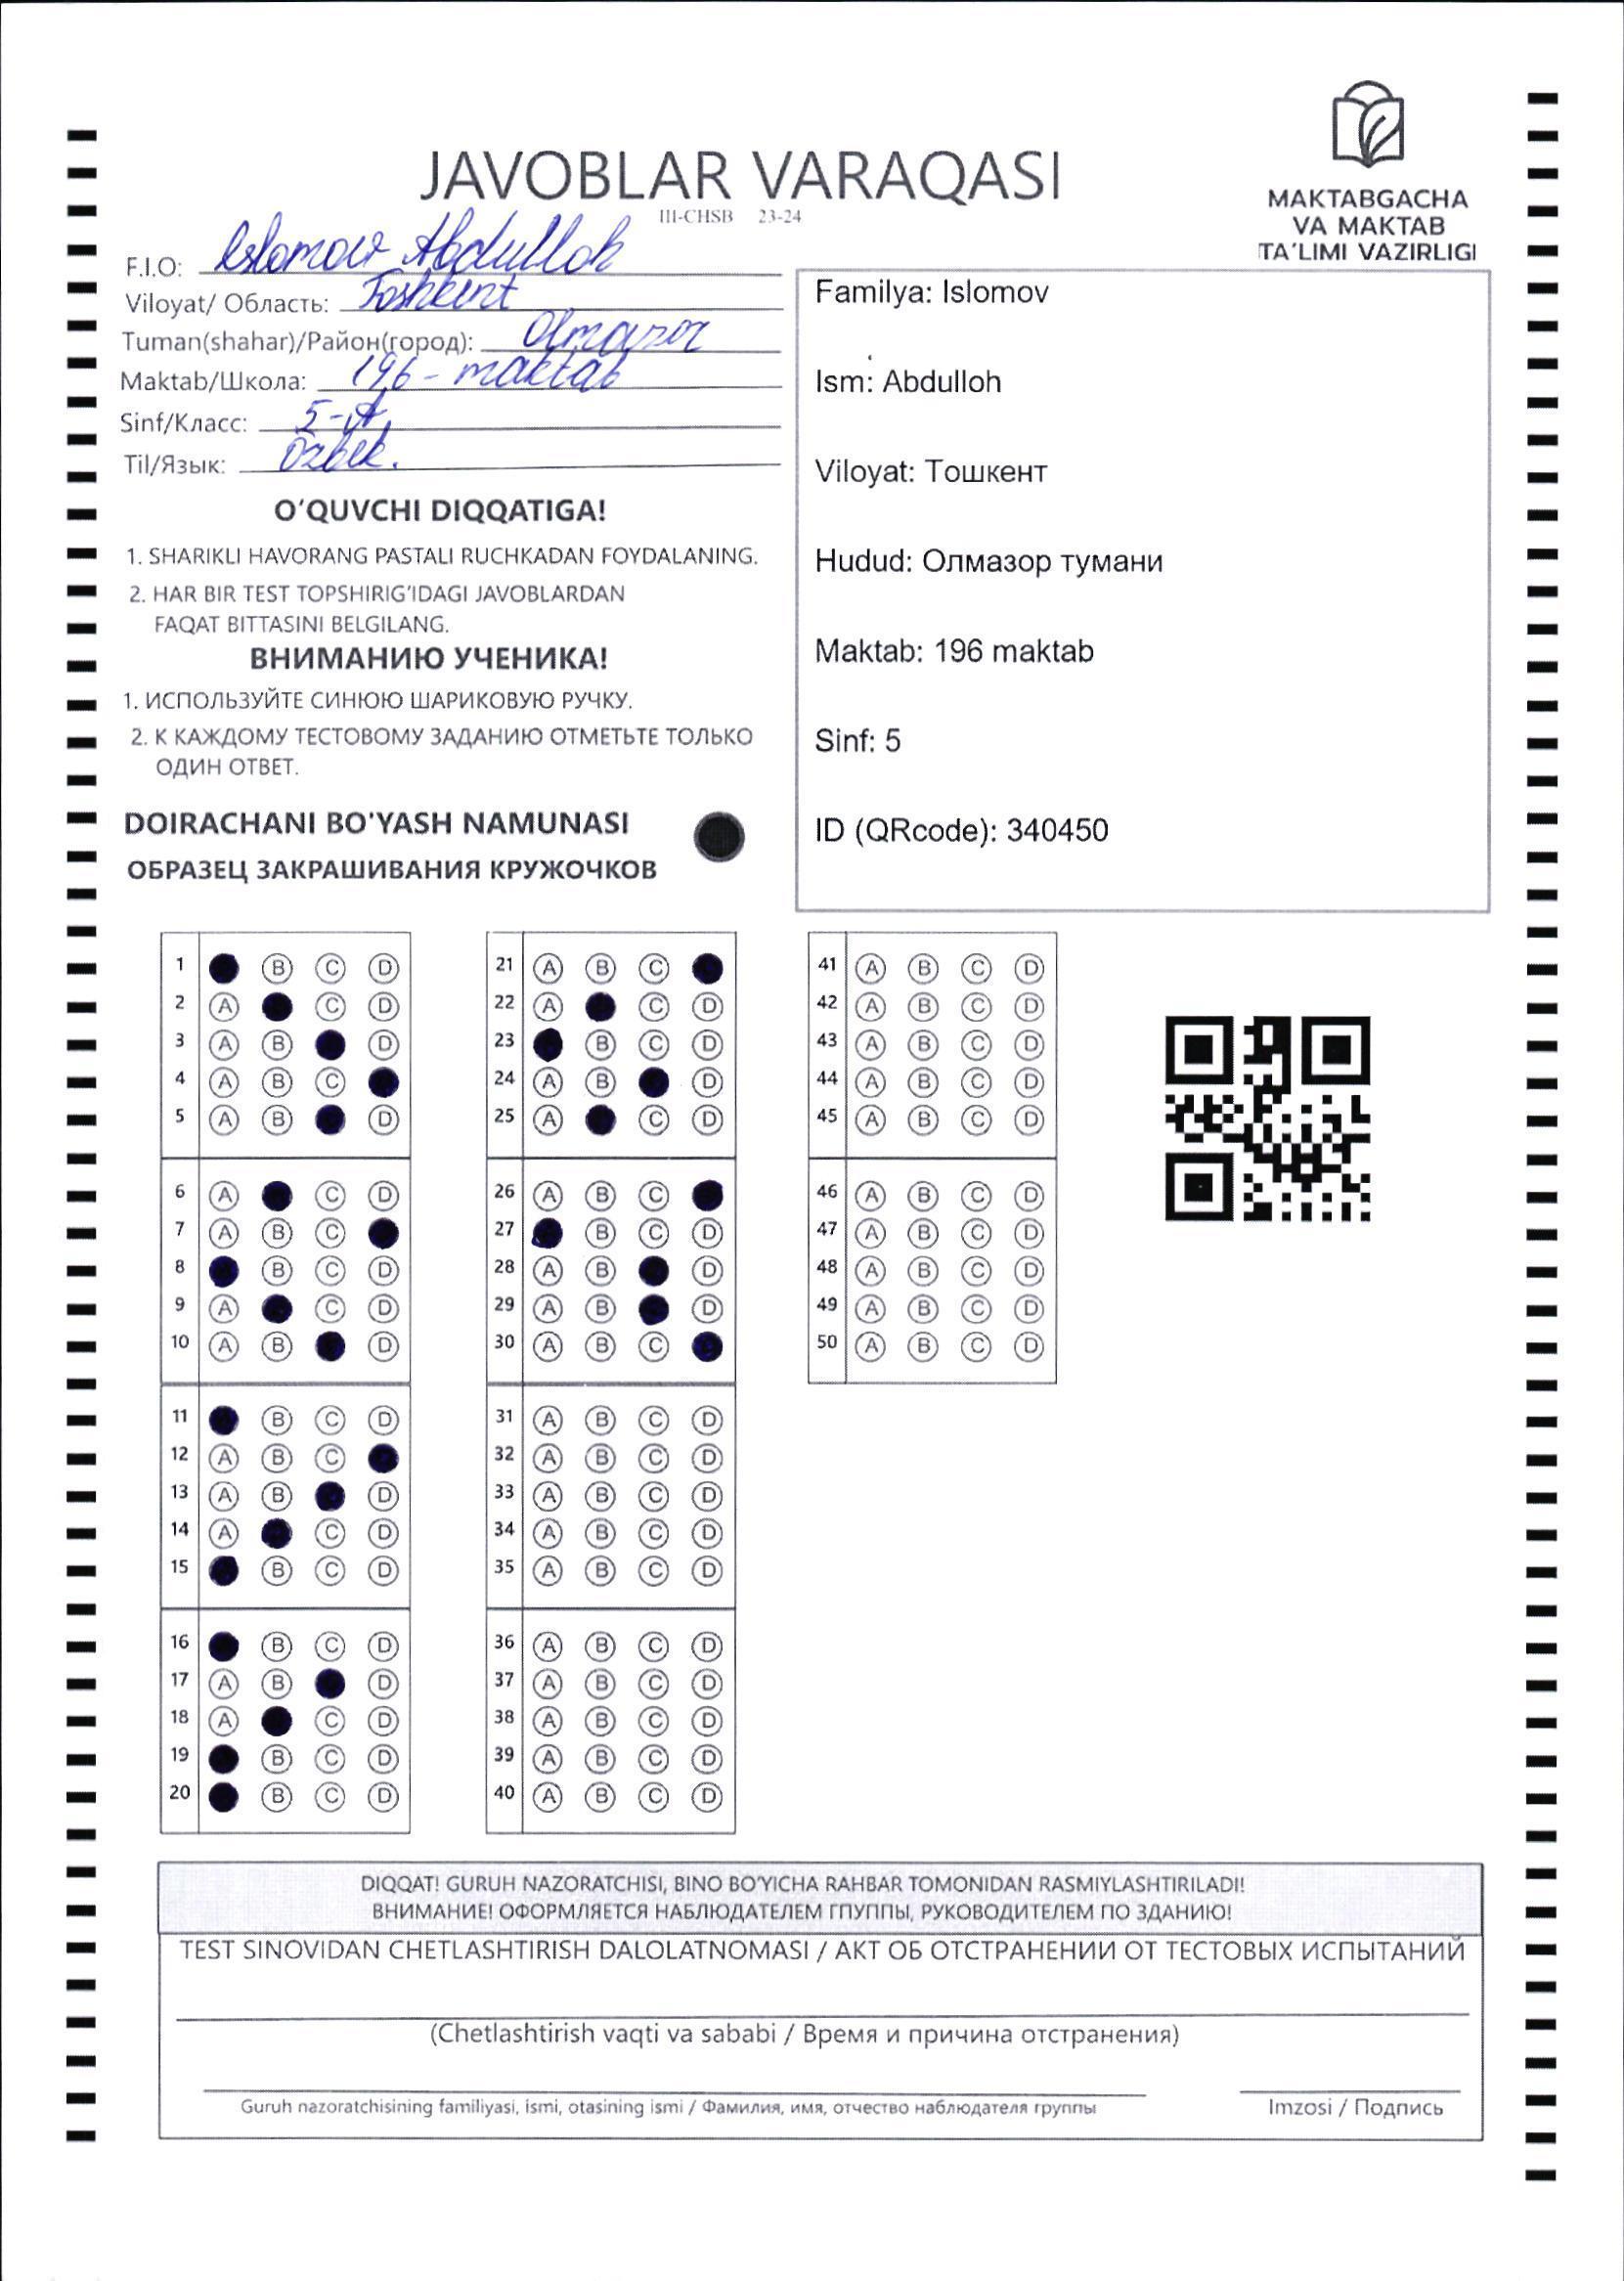 JAVOBLAR VARAQASI
III-CHSB 23-24
MAKTABGACHA
VA MAKTAB
TA'LIMI VAZIRLIGI
F.I.O: Islomov Abdulloh
Viloyat/ Область: Toshkent
Tuman(shahar)/Район(город): Olmazor
Maktab/Школа: 196 - maktab
Sinf/Класс: 5-A
Til/Язык: Özbek.
O'QUVCHI DIQQATIGA!
1. SHARIKLI HAVORANG PASTALI RUCHKADAN FOYDALANING.
2. HAR BIR TEST TOPSHIRIG'IDAGI JAVOBLARDAN
FAQAT BITTASINI BELGILANG.
ВНИМАНИЮ УЧЕНИКА!
1. ИСПОЛЬЗУЙТЕ СИНЮЮ ШАРИКОВУЮ РУЧКУ.
2. К КАЖДОМУ ТЕСТОВОМУ ЗАДАНИЮ ОТМЕТЬТЕ ТОЛЬКО
ОДИН ОТВЕТ.
DOIRACHANI BO'YASH NAMUNASI
ОБРАЗЕЦ ЗАКРАШИВАНИЯ КРУЖОЧКОВ
Familya: Islomov
Ism: Abdulloh
Viloyat: Тошкент
Hudud: Олмазор тумани
Maktab: 196 maktab
Sinf: 5
ID (QRcode): 340450
1 B C D
2 A C D
3 A B D
4 A B C
5 A B D
6 A C D
7 A B C
8 B C D
9 A C D
10 A B D
11 B C D
12 A B C
13 A B D
14 A C D
15 B C D
16 B C D
17 A B D
18 A C D
19 B C D
20 B C D
21 A B C
22 A C D
23 B C D
24 A B D
25 A C D
26 A B C
27 B C D
28 A B D
29 A B D
30 A B C
31 A B C D
32 A B C D
33 A B C D
34 A B C D
35 A B C D
36 A B C D
37 A B C D
38 A B C D
39 A B C D
40 A B C D
41 A B C D
42 A B C D
43 A B C D
44 A B C D
45 A B C D
46 A B C D
47 A B C D
48 A B C D
49 A B C D
50 A B C D
DIQQAT! GURUH NAZORATCHISI, BINO BO'YICHA RAHBAR TOMONIDAN RASMIYLASHTIRILADI!
ВНИМАНИЕ! ОФОРМЛЯЕТСЯ НАБЛЮДАТЕЛЕМ ГПУППЫ, РУКОВОДИТЕЛЕМ ПО ЗДАНИЮ!
TEST SINOVIDAN CHETLASHTIRISH DALOLATNOMASI / АКТ ОБ ОТСТРАНЕНИИ ОТ ТЕСТОВЫХ ИСПЫТАНИЙ
(Chetlashtirish vaqti va sababi / Время и причина отстранения)
Guruh nazoratchisining familiyasi, ismi, otasining ismi / Фамилия, имя, отчество наблюдателя группы
Imzosi / Подпись